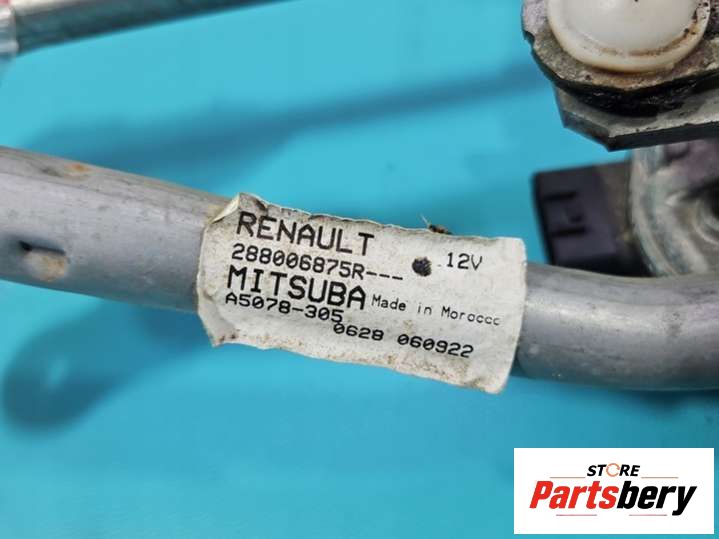 RENAULT
288006875R--- 12V
MITSUBA Made in Morocco
A5078-305
0628 060922
STORE
Partsbery